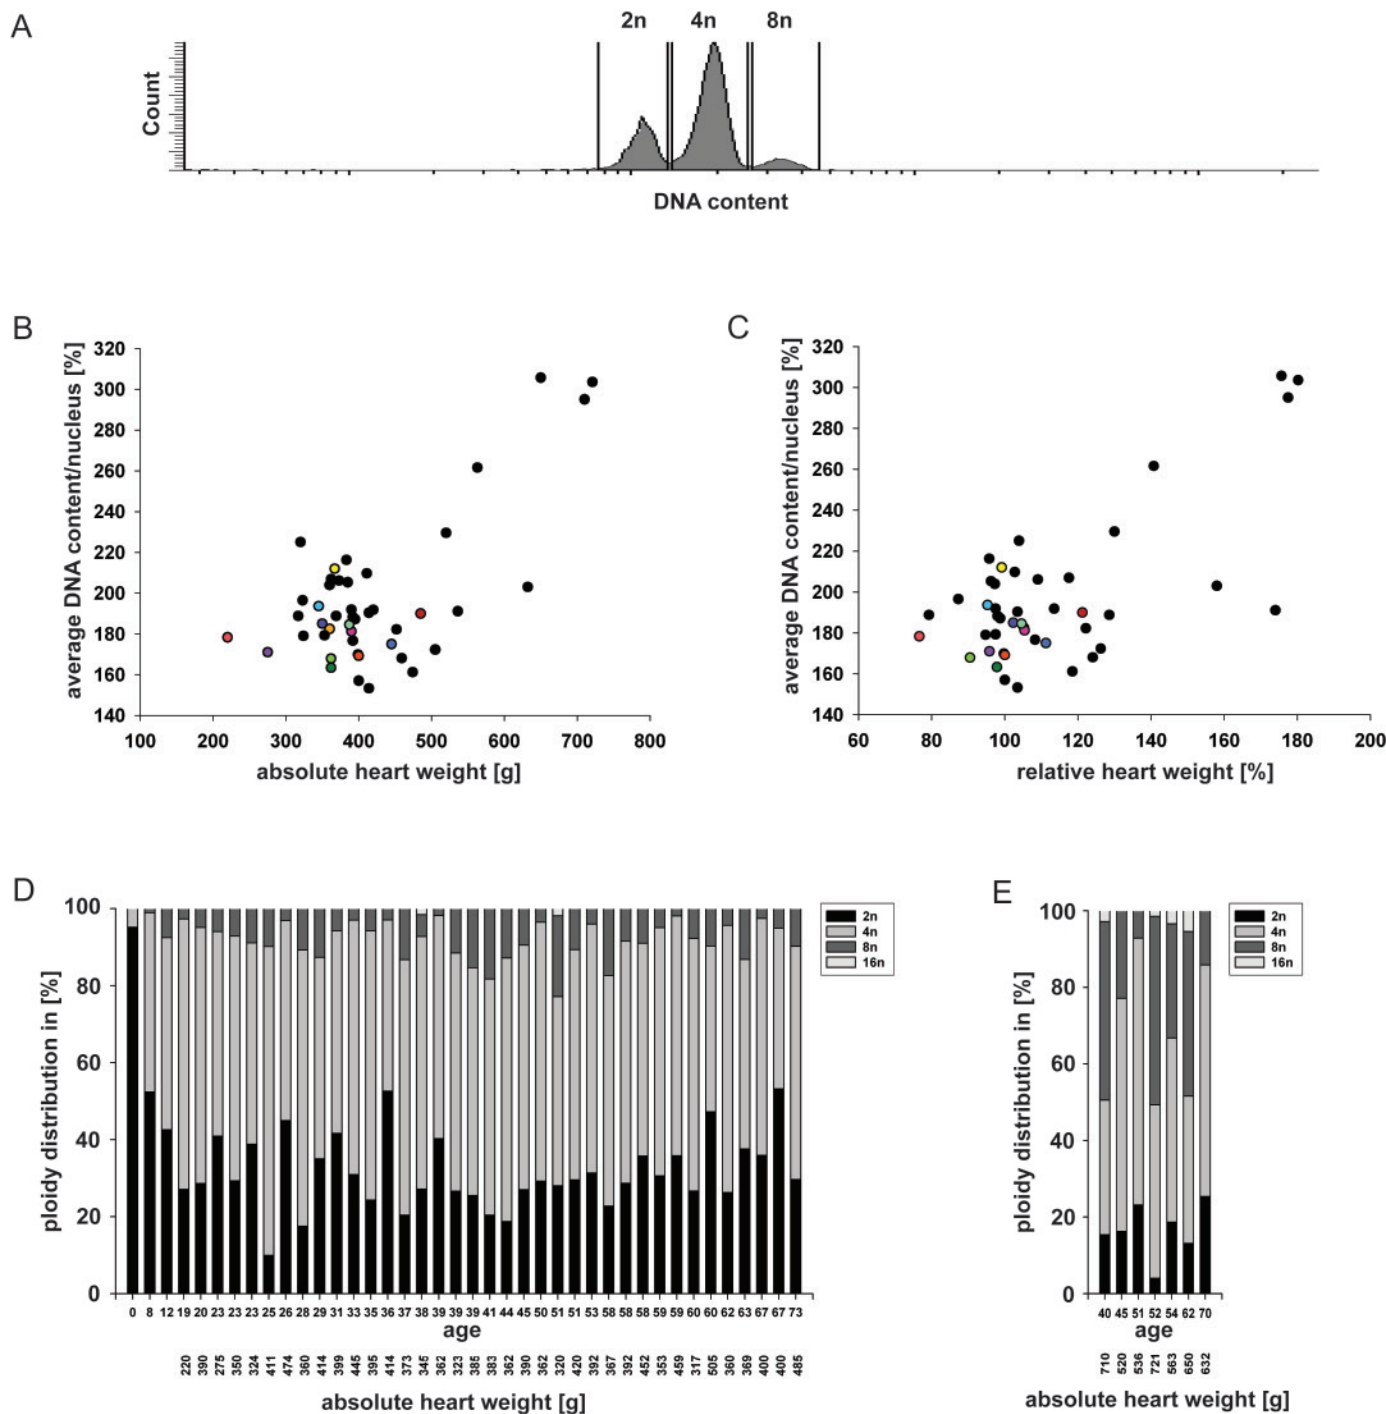 A
2n 4n 8n
Count
DNA content
B
average DNA content/nucleus [%]
320
300
280
260
240
220
200
180
160
140
100 200 300 400 500 600 700 800
absolute heart weight [g]
C
average DNA content/nucleus [%]
320
300
280
260
240
220
200
180
160
140
60 80 100 120 140 160 180 200
relative heart weight [%]
D
ploidy distribution in [%]
100
80
60
40
20
0
2n
4n
8n
16n
0 8 12 19 20 23 23 23 25 26 28 29 31 33 35 36 37 38 39 39 39 41 44 45 50 51 51 53 58 58 58 59 59 60 60 62 63 67 67 73
age
220 390 275 350 324 411 474 360 414 399 445 395 414 373 345 362 323 385 383 362 390 362 320 420 392 367 392 452 353 459 317 505 360 369 400 400 485
absolute heart weight [g]
E
ploidy distribution in [%]
100
80
60
40
20
0
2n
4n
8n
16n
40 45 51 52 54 62 70
age
710 520 536 721 563 650 632
absolute heart weight [g]